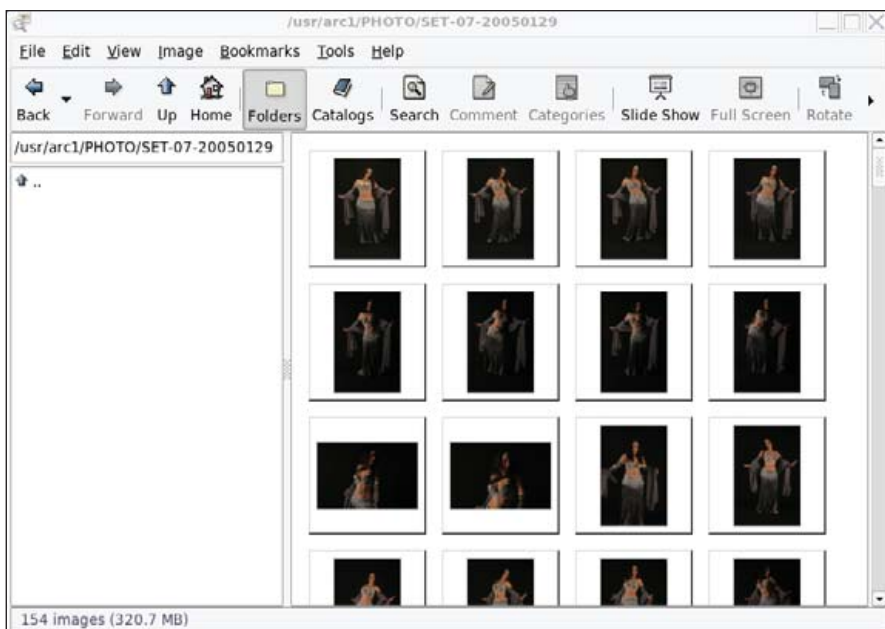 /usr/arc1/PHOTO/SET-07-20050129
File Edit View Image Bookmarks Tools Help
Back Forward Up Home Folders Catalogs Search Comment Categories Slide Show Full Screen Rotate
/usr/arc1/PHOTO/SET-07-20050129
..
154 images (320.7 MB)